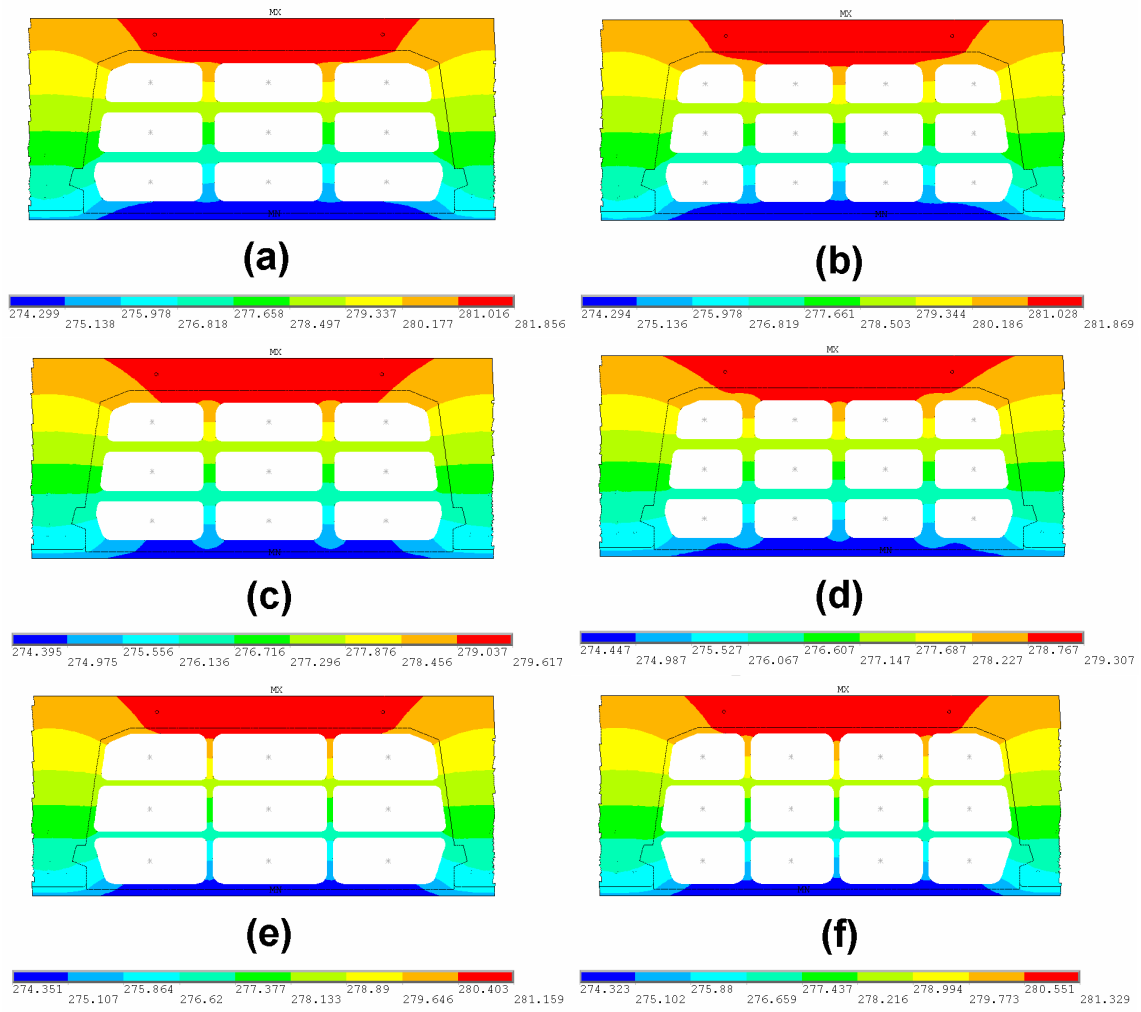 MX MX
MN MN
(a) (b)
274.299 275.978 277.658 279.337 281.016
275.138 276.818 278.497 280.177 281.856
274.294 275.978 277.661 279.344 281.028
275.136 276.819 278.503 280.186 281.869
MX MX
MN MN
(c) (d)
274.395 275.556 276.716 277.876 279.037
274.975 276.136 277.296 278.456 279.617
274.447 275.527 276.607 277.687 278.767
274.987 276.067 277.147 278.227 279.307
MX MX
MN MN
(e) (f)
274.351 275.864 277.377 278.89 280.403
275.107 276.62 278.133 279.646 281.159
274.323 275.88 277.437 278.994 280.551
275.102 276.659 278.216 279.773 281.329